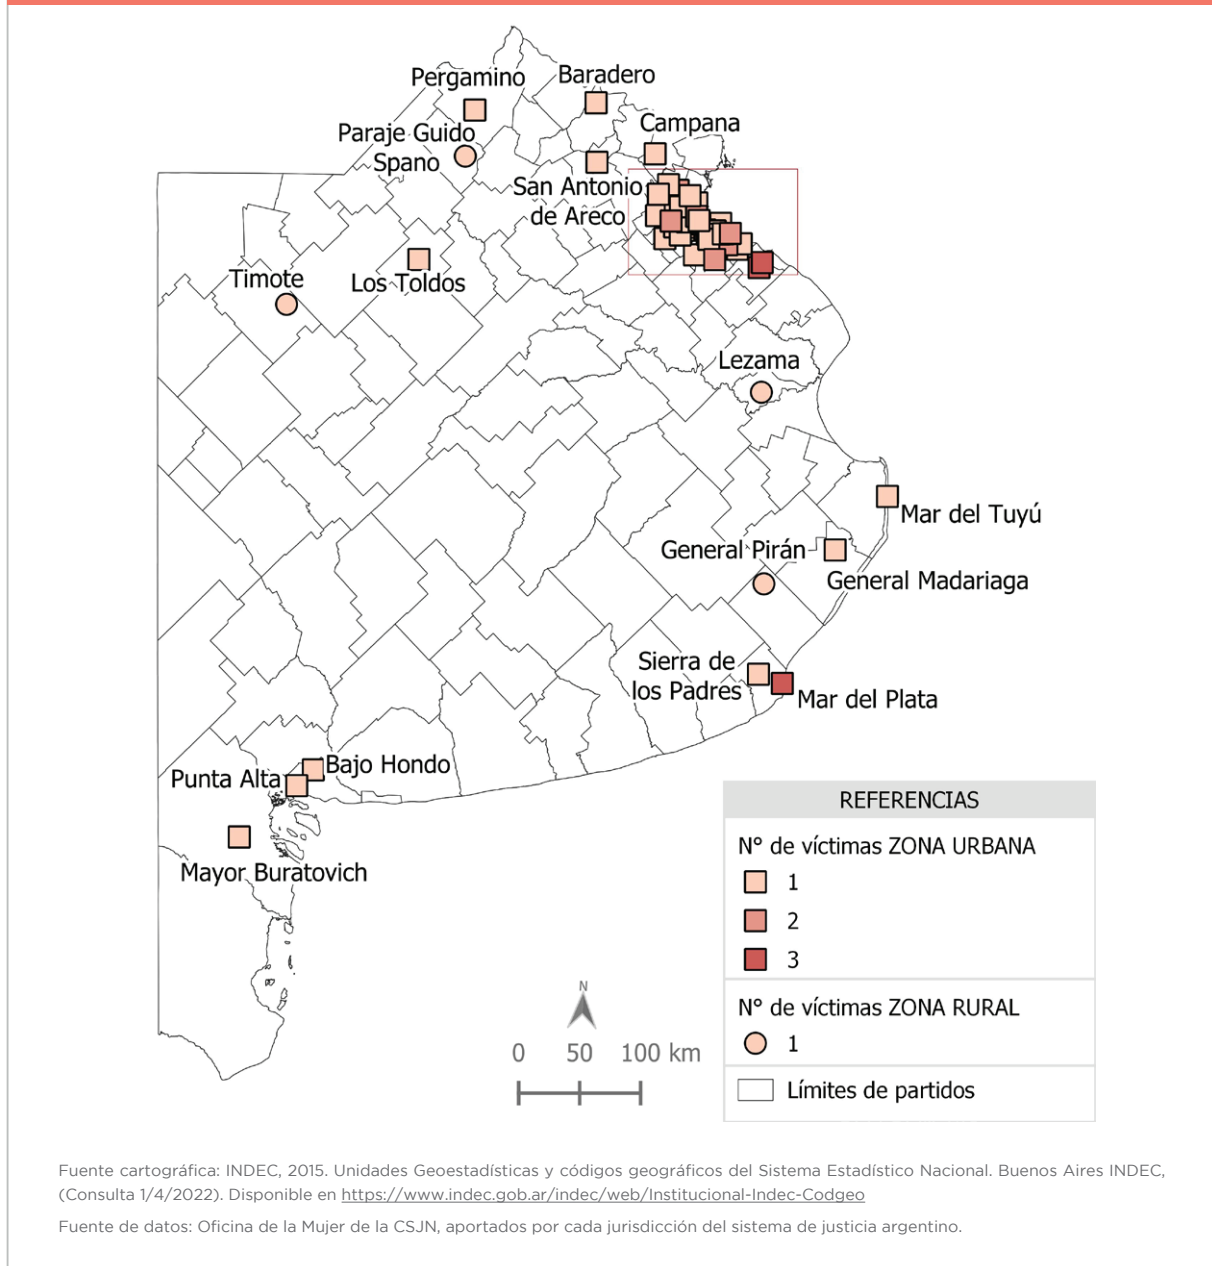 Pergamino
Baradero
Campana
Paraje Guido
Spano
San Antonio
de Areco
Timote
Los Toldos
Lezama
Mar del Tuyú
General Pirán
General Madariaga
Sierra de
los Padres
Mar del Plata
Bajo Hondo
Punta Alta
Mayor Buratovich
REFERENCIAS
N° de víctimas ZONA URBANA
1
2
3
N° de víctimas ZONA RURAL
1
Límites de partidos
N
0 50 100 km
Fuente cartográfica: INDEC, 2015. Unidades Geoestadísticas y códigos geográficos del Sistema Estadístico Nacional. Buenos Aires INDEC,
(Consulta 1/4/2022). Disponible en https://www.indec.gob.ar/indec/web/Institucional-Indec-Codgeo
Fuente de datos: Oficina de la Mujer de la CSJN, aportados por cada jurisdicción del sistema de justicia argentino.